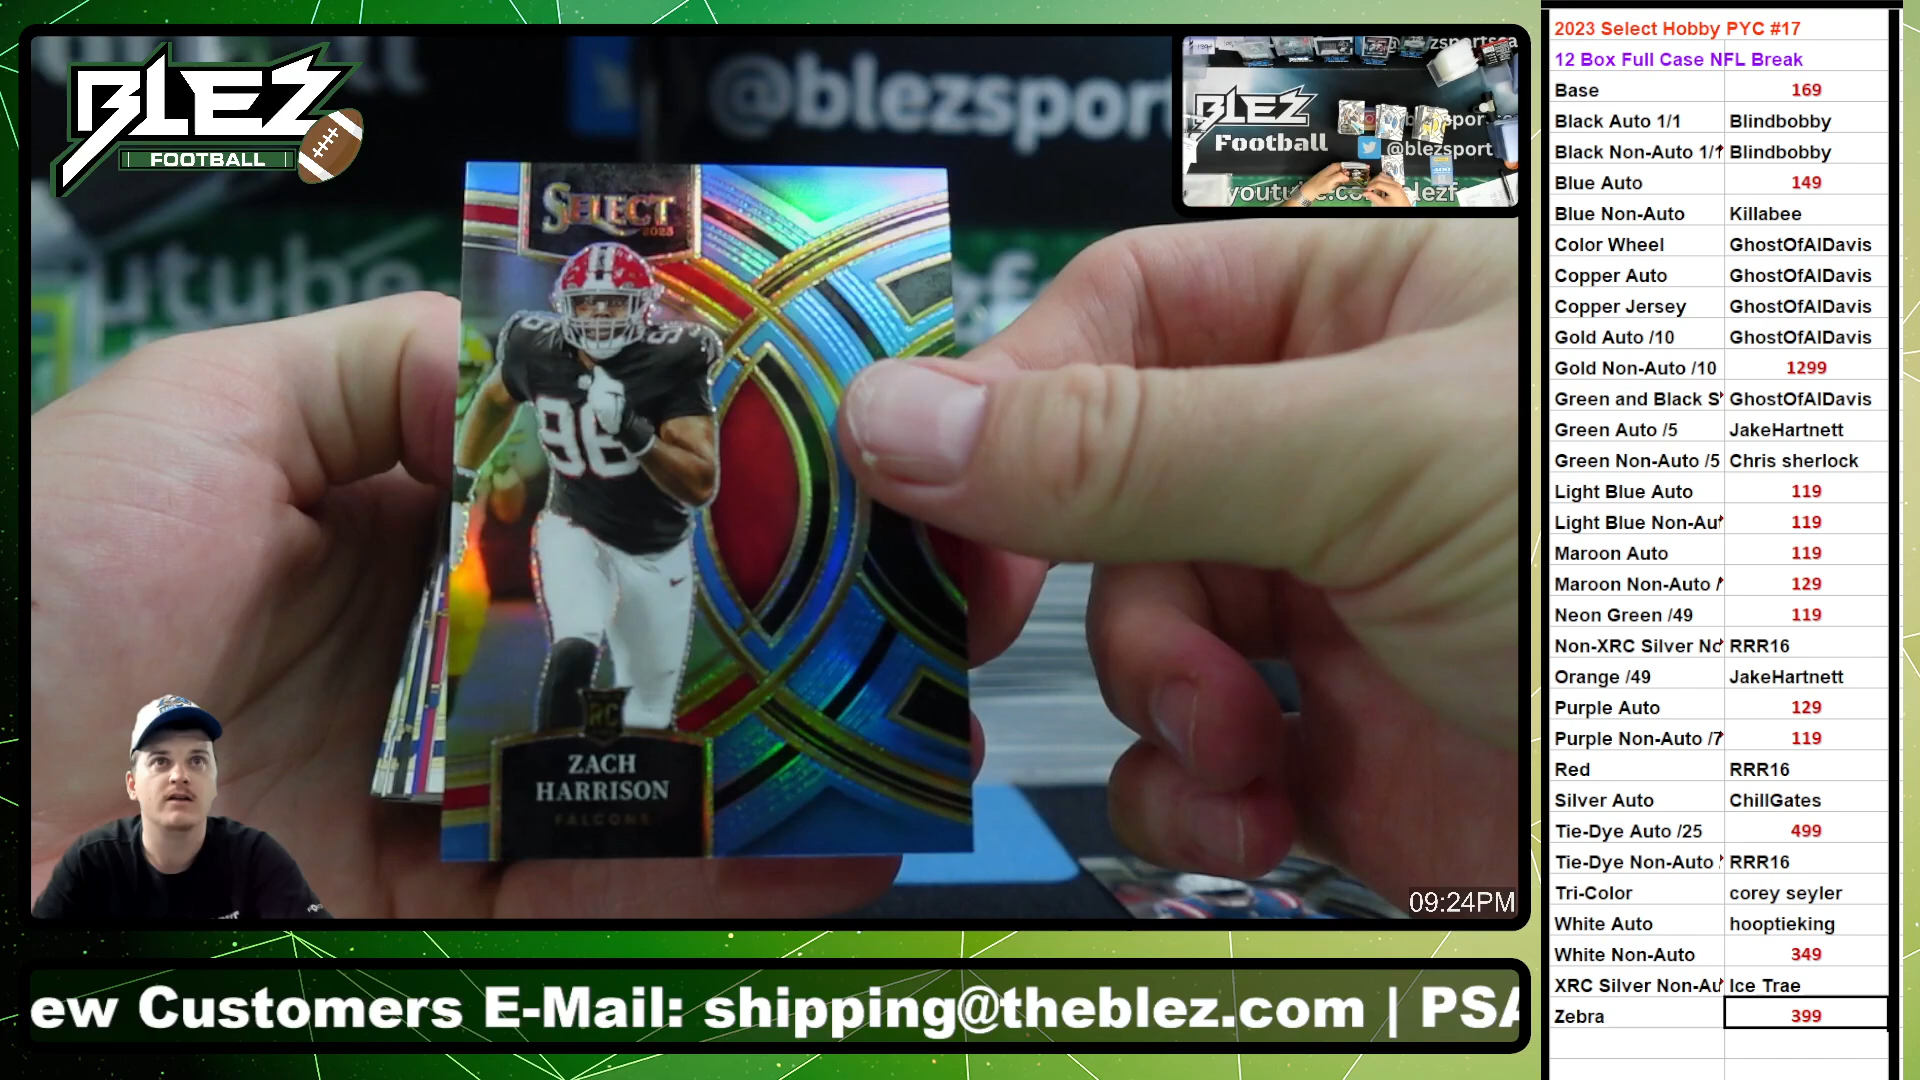 BLEZ
FOOTBALL
@blezsport
utube
SELECT
2023
98
RC
ZACH
HARRISON
FALCONS
BLEZ
Football
@blezsport
09:24PM
ew Customers E-Mail: shipping@theblez.com | PSA
2023 Select Hobby PYC #17
12 Box Full Case NFL Break
Base 169
Black Auto 1/1 Blindbobby
Black Non-Auto 1/1 Blindbobby
Blue Auto 149
Blue Non-Auto Killabee
Color Wheel GhostOfAlDavis
Copper Auto GhostOfAlDavis
Copper Jersey GhostOfAlDavis
Gold Auto /10 GhostOfAlDavis
Gold Non-Auto /10 1299
Green and Black S GhostOfAlDavis
Green Auto /5 JakeHartnett
Green Non-Auto /5 Chris sherlock
Light Blue Auto 119
Light Blue Non-Au 119
Maroon Auto 119
Maroon Non-Auto / 129
Neon Green /49 119
Non-XRC Silver No RRR16
Orange /49 JakeHartnett
Purple Auto 129
Purple Non-Auto /7 119
Red RRR16
Silver Auto ChillGates
Tie-Dye Auto /25 499
Tie-Dye Non-Auto RRR16
Tri-Color corey seyler
White Auto hooptieking
White Non-Auto 349
XRC Silver Non-Au Ice Trae
Zebra 399